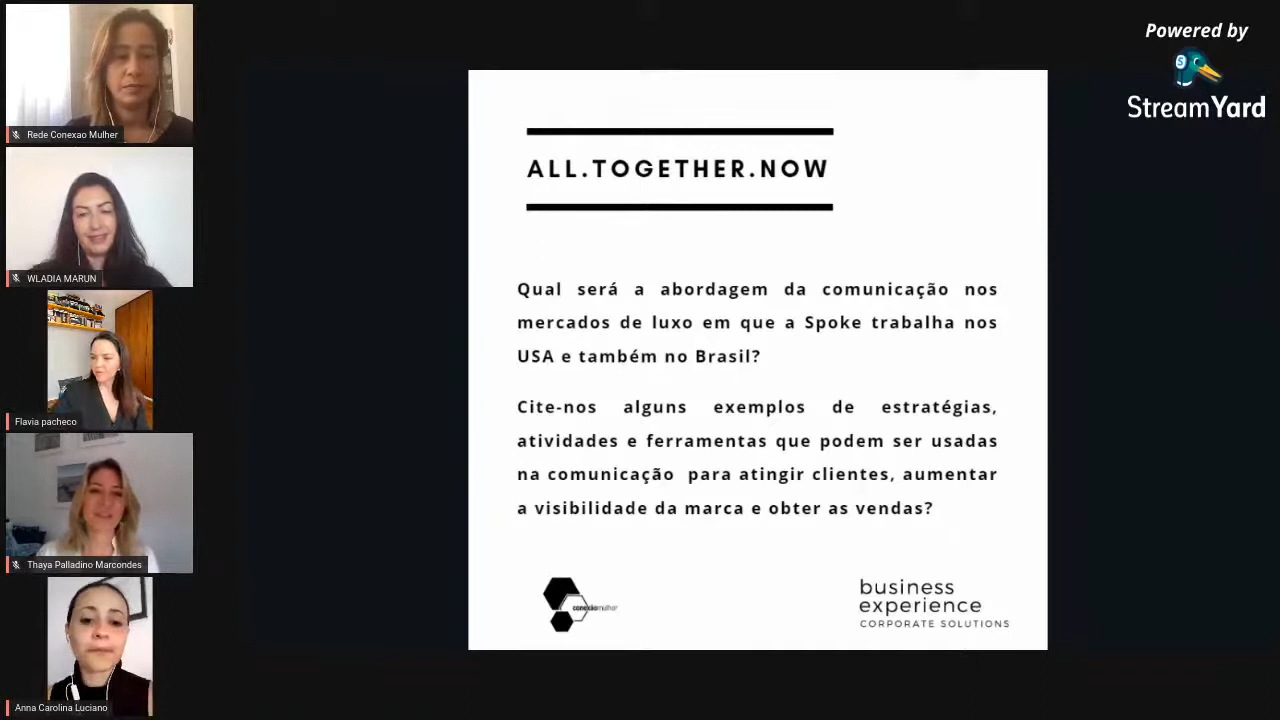 Powered by
StreamYard
Rede Conexao Mulher
WLADIA MARUN
Flavia pacheco
Thaya Palladino Marcondes
Anna Carolina Luciano
ALL.TOGETHER.NOW
Qual será a abordagem da comunicação nos
mercados de luxo em que a Spoke trabalha nos
USA e também no Brasil?
Cite-nos alguns exemplos de estratégias,
atividades e ferramentas que podem ser usadas
na comunicação para atingir clientes, aumentar
a visibilidade da marca e obter as vendas?
conexãomulher
business
experience
CORPORATE SOLUTIONS